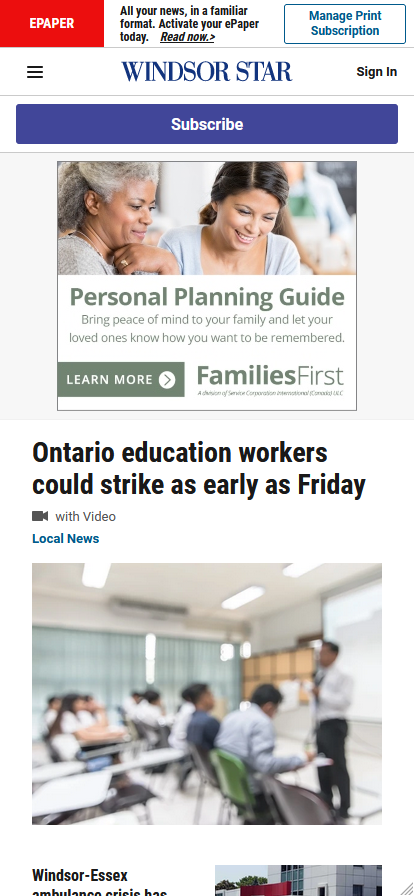 EPAPER
All your news, in a familiar
format. Activate your ePaper
today. Read now.>
Manage Print
Subscription
WINDSOR STAR
Sign In
Subscribe
Personal Planning Guide
Bring peace of mind to your family and let your
loved ones know how you want to be remembered.
LEARN MORE
FamiliesFirst
A division of Service Corporation International (Canada) ULC
Ontario education workers
could strike as early as Friday
with Video
Local News
Windsor-Essex
ambulance crisis has